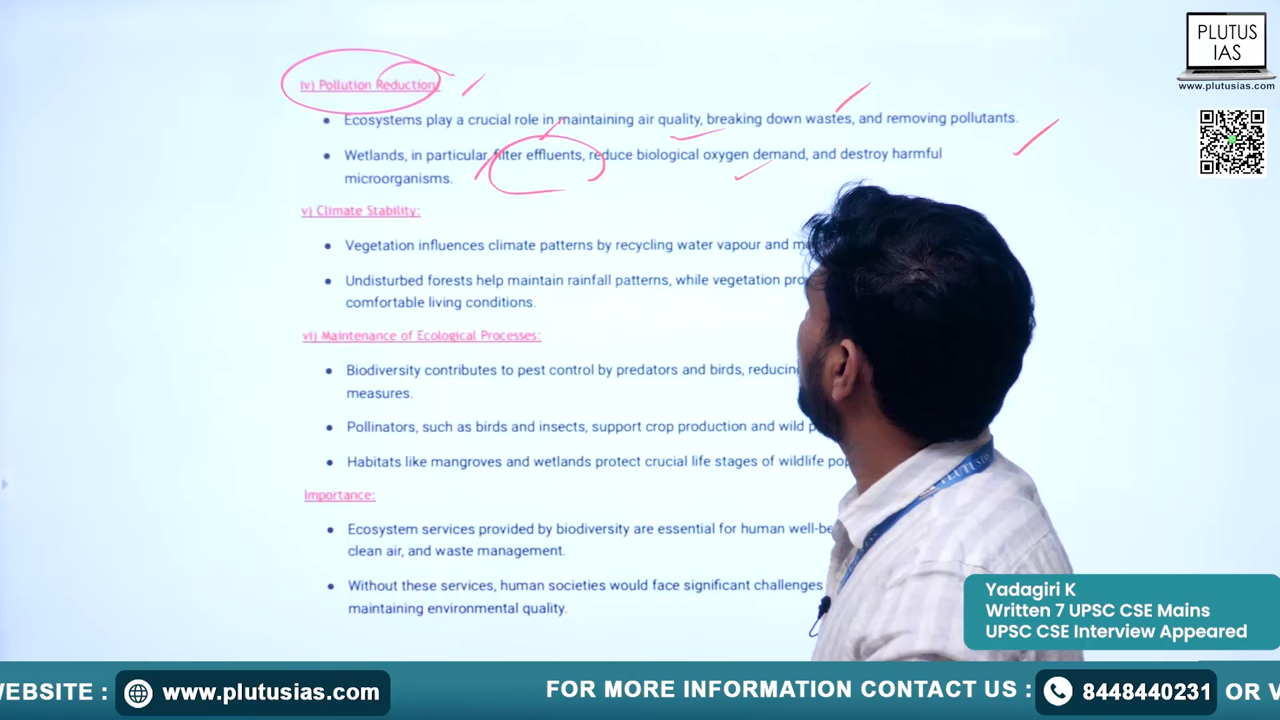 PLUTUS
IAS
www.plutusias.com
iv) Pollution Reduction:
Ecosystems play a crucial role in maintaining air quality, breaking down wastes, and removing pollutants.
Wetlands, in particular, filter effluents, reduce biological oxygen demand, and destroy harmful
microorganisms.
v) Climate Stability:
Vegetation influences climate patterns by recycling water vapour and
Undisturbed forests help maintain rainfall patterns, while vegetation
comfortable living conditions.
vi) Maintenance of Ecological Processes:
Biodiversity contributes to pest control by predators and birds, reducing
measures.
Pollinators, such as birds and insects, support crop production and wild
Habitats like mangroves and wetlands protect crucial life stages of wildlife
Importance:
Ecosystem services provided by biodiversity are essential for human
clean air, and waste management.
Without these services, human societies would face significant challenges
maintaining environmental quality.
PLUTUS
Yadagiri K
Written 7 UPSC CSE Mains
UPSC CSE Interview Appeared
EBSITE : www.plutusias.com FOR MORE INFORMATION CONTACT US : 8448440231 OR